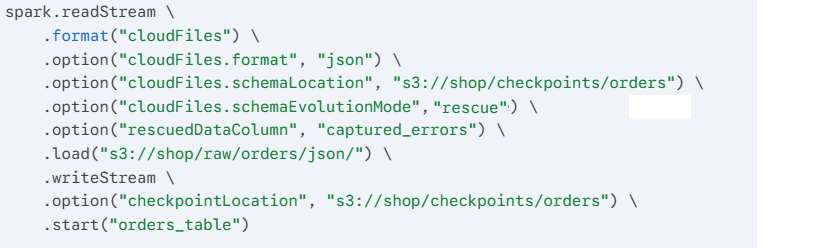 spark.readStream \
    .format("cloudFiles") \
    .option("cloudFiles.format", "json") \
    .option("cloudFiles.schemaLocation", "s3://shop/checkpoints/orders") \
    .option("cloudFiles.schemaEvolutionMode","rescue") \
    .option("rescuedDataColumn", "captured_errors") \
    .load("s3://shop/raw/orders/json/") \
    .writeStream \
    .option("checkpointLocation", "s3://shop/checkpoints/orders") \
    .start("orders_table")